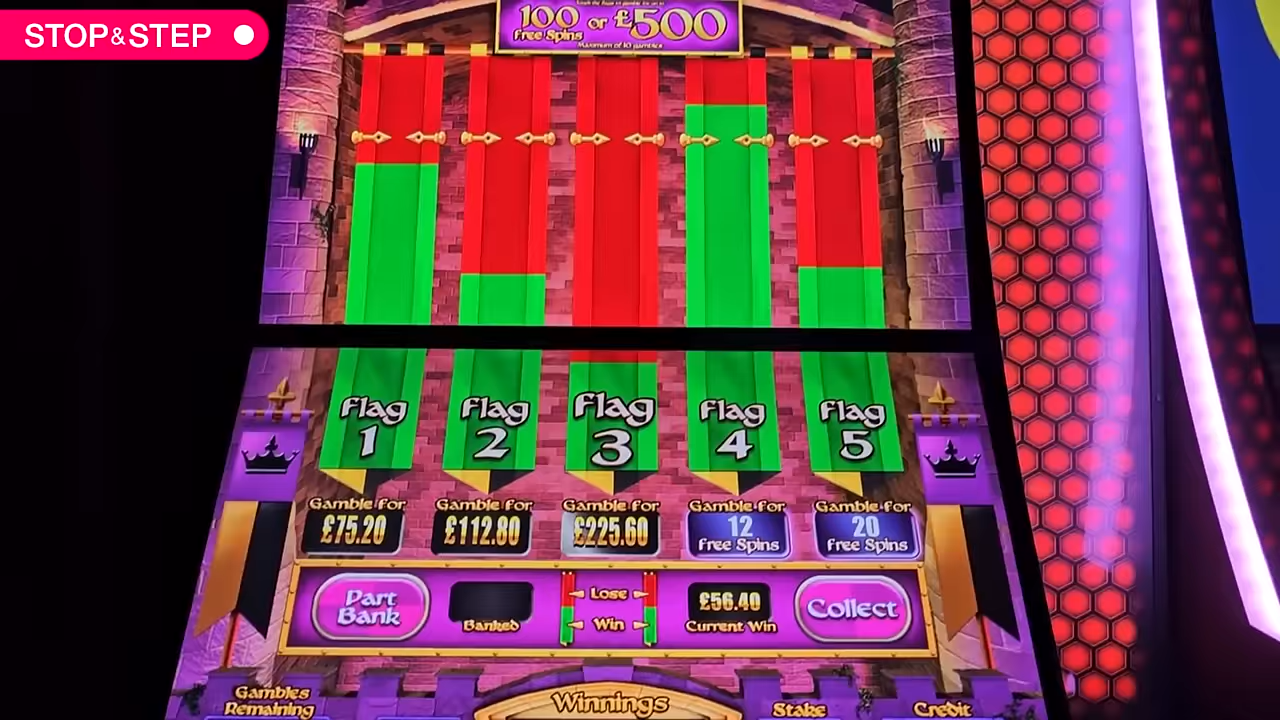 STOP&STEP
100 or £500
free Spins
Maximum of 10 gambles
Flag 1
Flag 2
Flag 3
Flag 4
Flag 5
Gamble for £75.20
Gamble for £112.80
Gamble for £225.60
Gamble for 12 free Spins
Gamble for 20 free Spins
Part Bank
Banked
Lose
Win
£56.40
Current Win
Collect
Gambles Remaining
Winnings
Stake
Credit